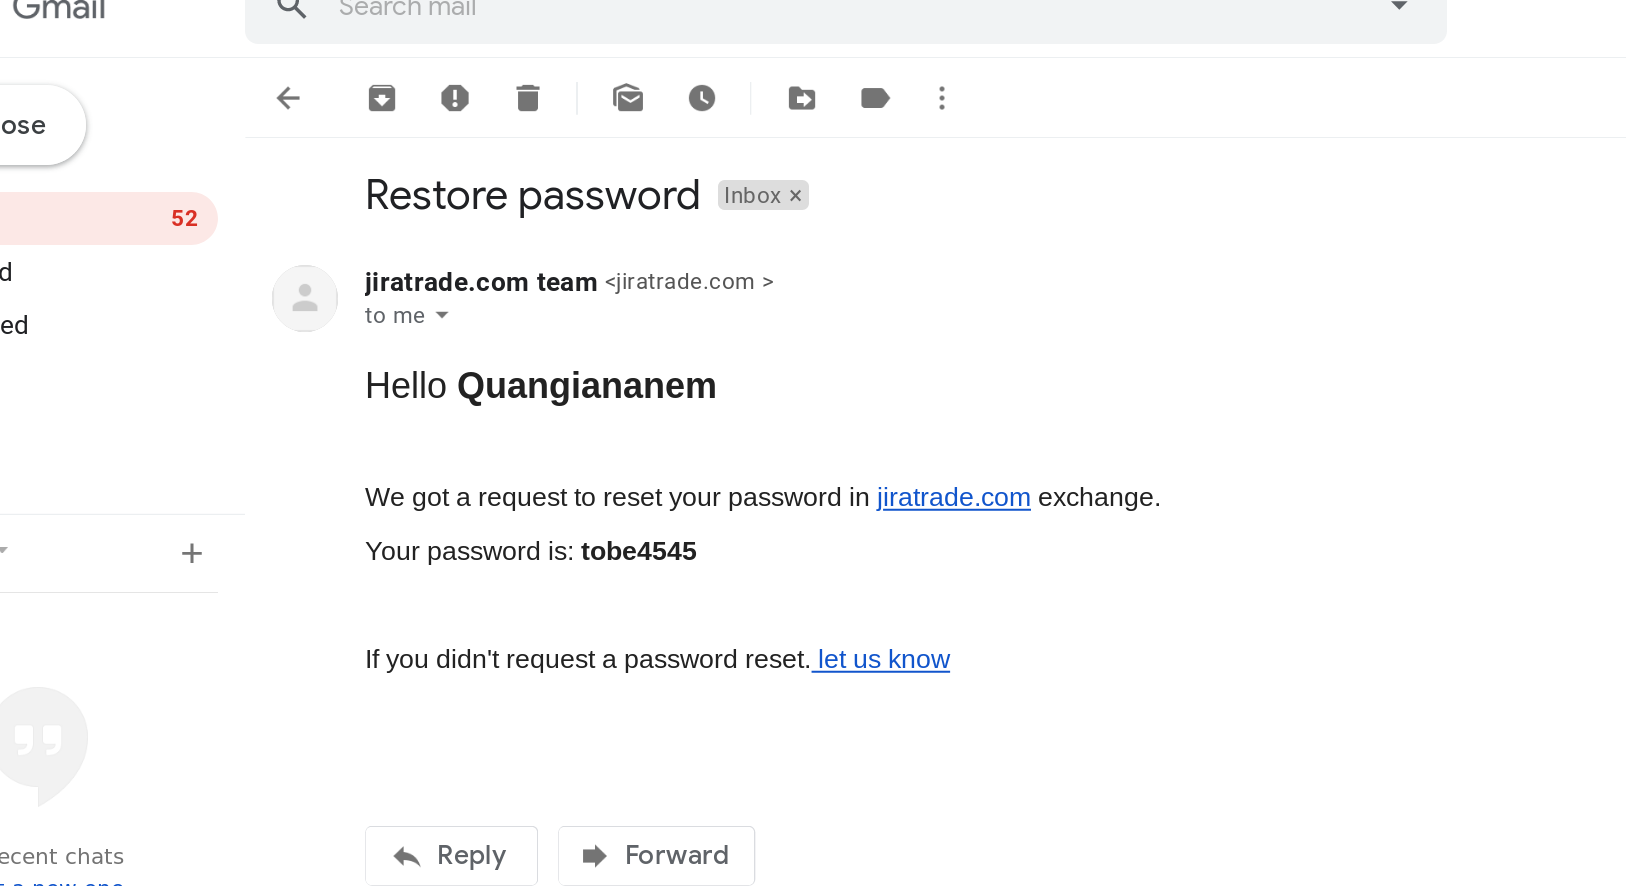 Gmail
Search mail
ose
52
d
ed
Restore password Inbox ×
jiratrade.com team <jiratrade.com >
to me
Hello Quangiananem
We got a request to reset your password in jiratrade.com exchange.
Your password is: tobe4545
If you didn't request a password reset. let us know
ecent chats
t a new one
Reply
Forward